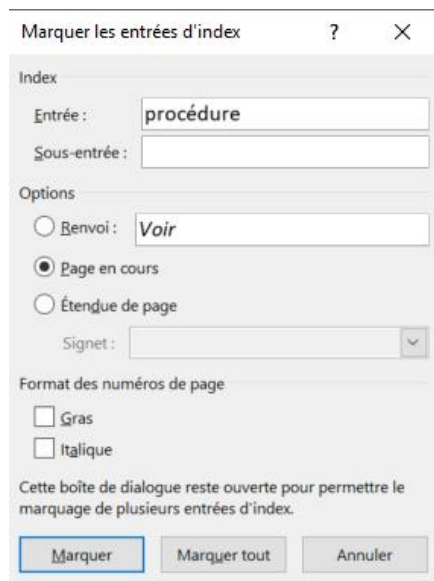 Marquer les entrées d'index ? ×
Index
Entrée : procédure
Sous-entrée :
Options
Renvoi : Voir
Page en cours
Étendue de page
Signet :
Format des numéros de page
Gras
Italique
Cette boîte de dialogue reste ouverte pour permettre le
marquage de plusieurs entrées d'index.
Marquer Marquer tout Annuler